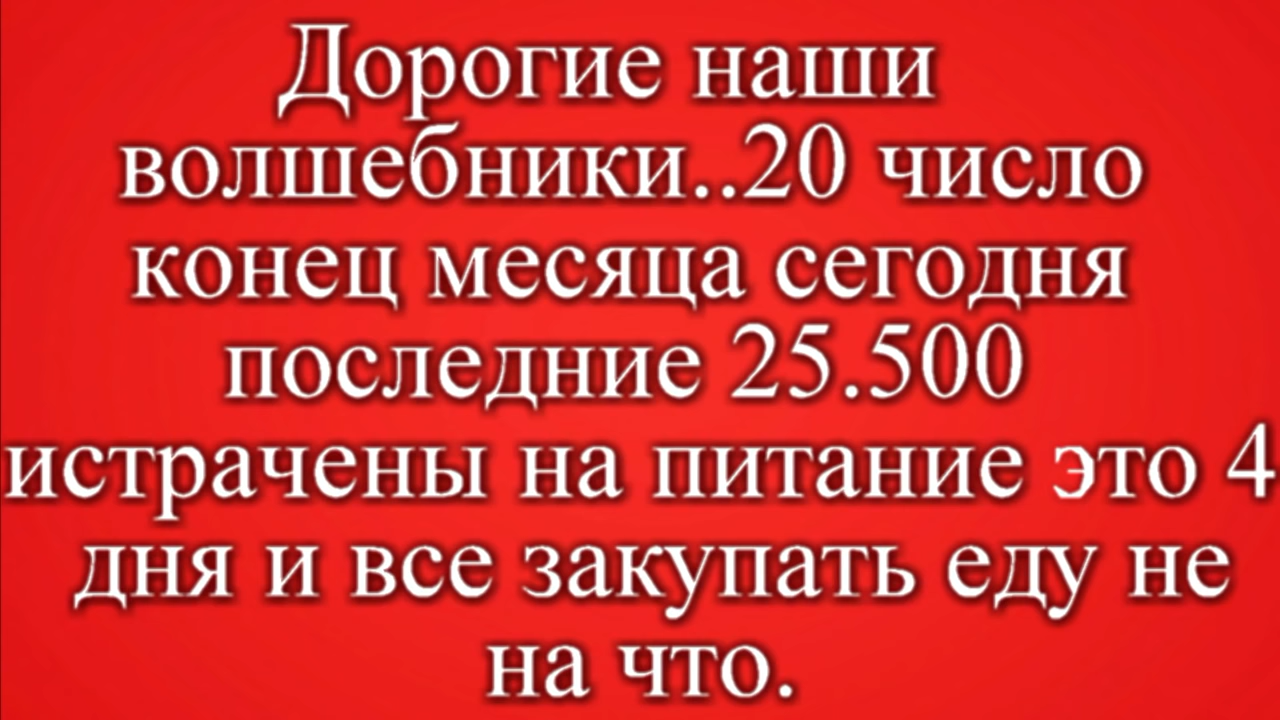 Дорогие наши
волшебники..20 число
конец месяца сегодня
последние 25.500
истрачены на питание это 4
дня и все закупать еду не
на что.